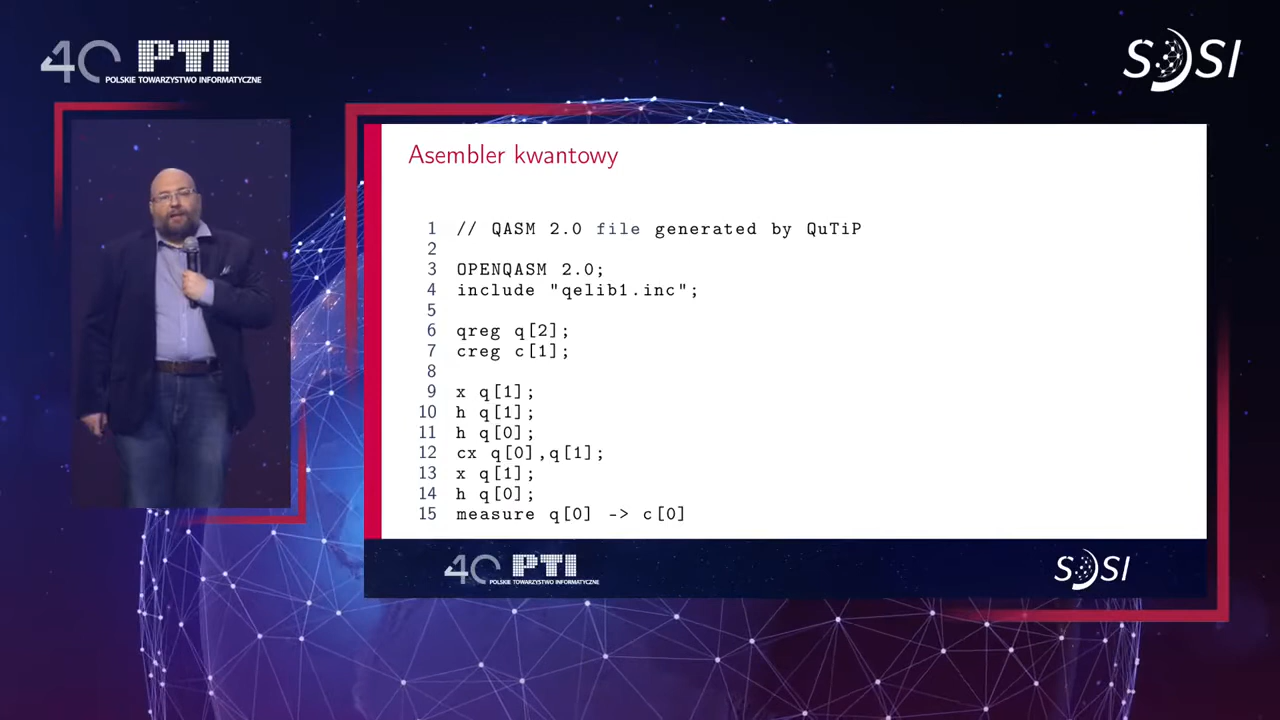 40 PTI
POLSKIE TOWARZYSTWO INFORMATYCZNE
SOSI
Asembler kwantowy
1 // QASM 2.0 file generated by QuTiP
2
3 OPENQASM 2.0;
4 include "qelib1.inc";
5
6 qreg q[2];
7 creg c[1];
8
9 x q[1];
10 h q[1];
11 h q[0];
12 cx q[0],q[1];
13 x q[1];
14 h q[0];
15 measure q[0] -> c[0]
40 PTI
POLSKIE TOWARZYSTWO INFORMATYCZNE
SOSI